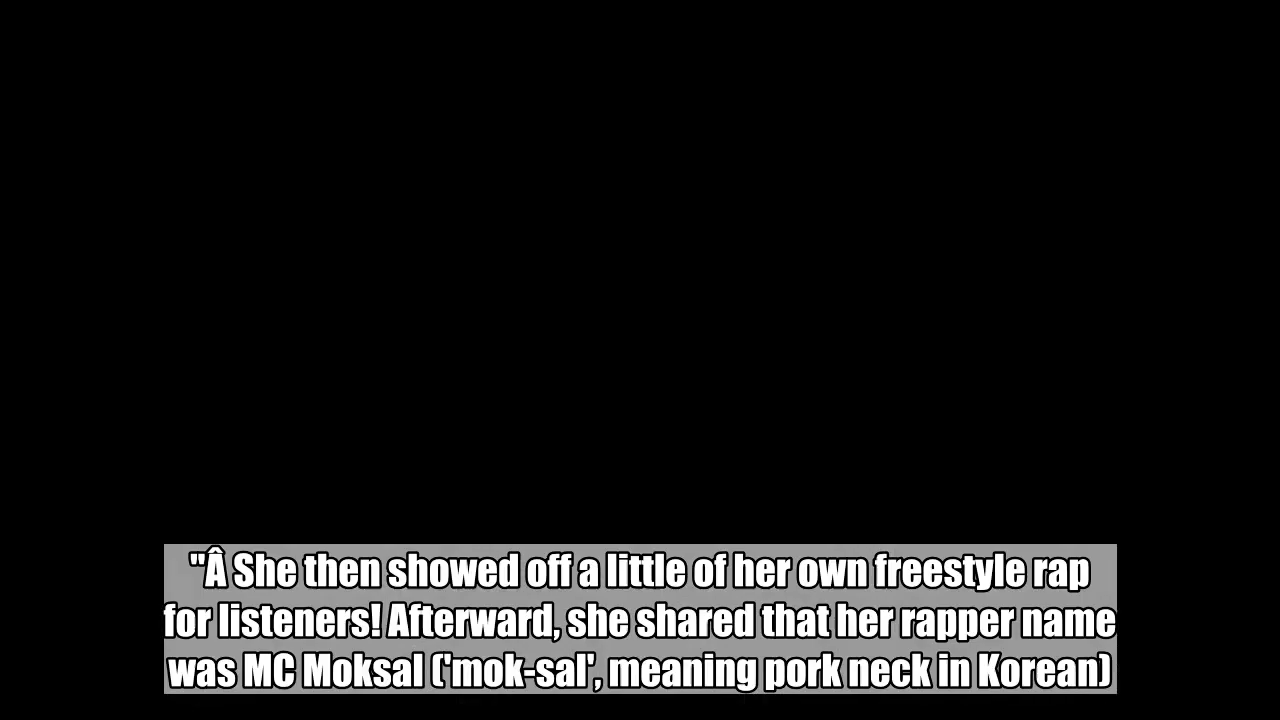 "Â She then showed off a little of her own freestyle rap
for listeners! Afterward, she shared that her rapper name
was MC Moksal ('mok-sal', meaning pork neck in Korean)